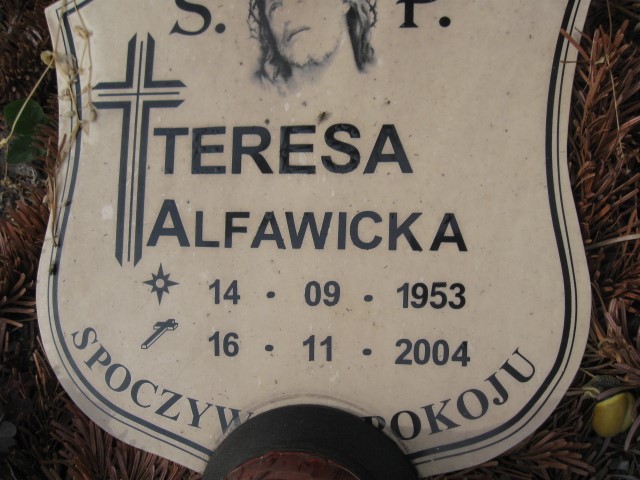 S. P.
TERESA
ALFAWICKA
14 · 09 · 1953
16 · 11 · 2004
SPOCZYW POKOJU